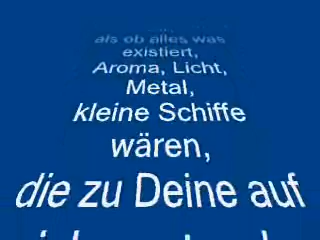 als ob alles was
existiert,
Aroma, Licht,
Metal,
kleine Schiffe
wären,
die zu Deine auf